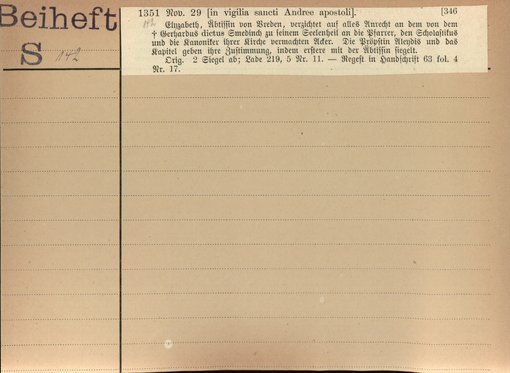 Beiheft
S 142
1351 Nov. 29 [in vigilia sancti Andree apostoli]. [346
Elizabeth, Äbtissin von Vreden, verzichtet auf alles Anrecht an dem von dem
† Gerhardus dictus Smedinch zu seinem Seelenheil an die Pfarrer, den Scholastikus
und die Kanoniker ihrer Kirche vermachten Acker. Die Pröpstin Aleydis und das
Kapitel geben ihre Zustimmung, indem erstere mit der Äbtissin siegelt.
Orig. 2 Siegel ab; Lade 219, 5 Nr. 11. — Regest in Handschrift 63 fol. 4
Nr. 17.